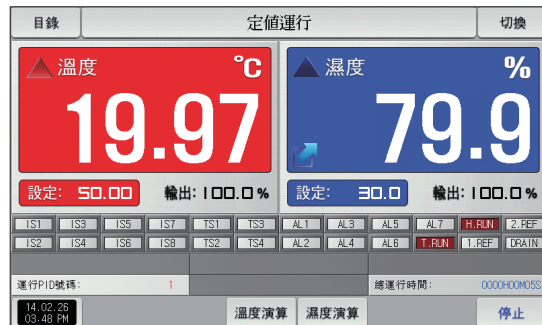 目錄 定値運行 切換
溫度 ℃ 濕度 %
19.97 79.9
設定: 50.00 輸出: 100.0 % 設定: 30.0 輸出: 100.0 %
IS1 IS3 IS5 IS7 TS1 TS3 AL1 AL3 AL5 AL7 H.RUN 2.REF
IS2 IS4 IS6 IS8 TS2 TS4 AL2 AL4 AL6 T.RUN 1.REF DRAIN
運行PID號碼: 1 總運行時間: 0000H00M05S
14.02.26
03:48 PM
溫度演算 濕度演算 停止